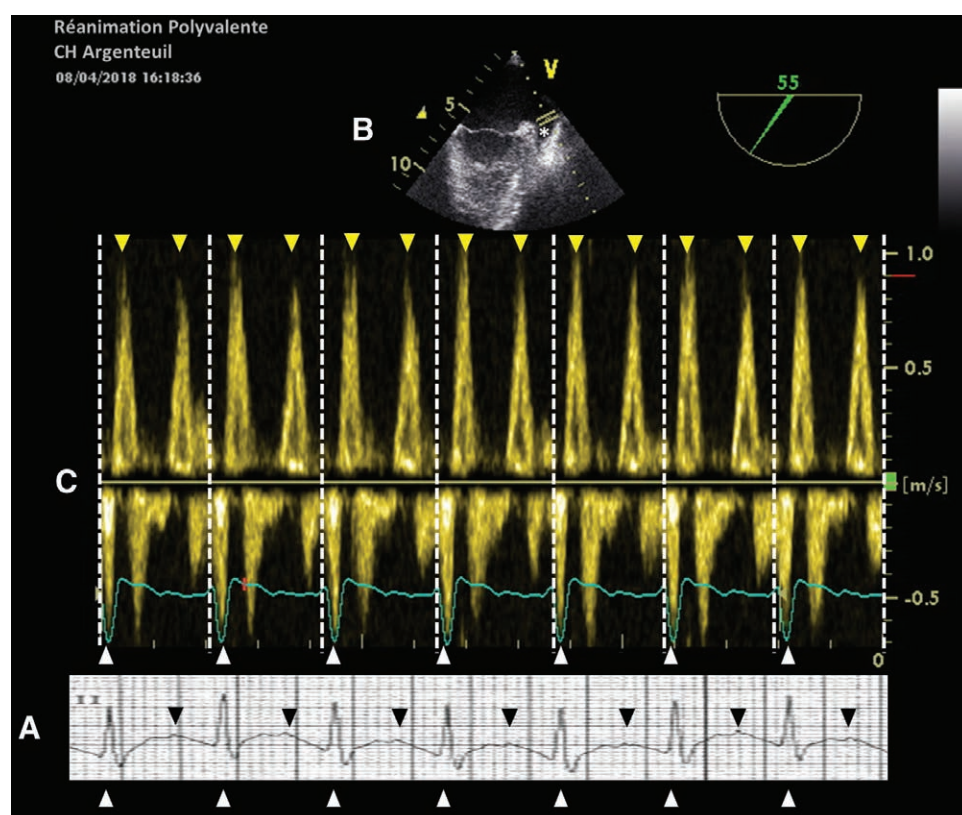 Réanimation Polyvalente
CH Argenteuil
08/04/2018 16:18:36
V
5
B
*
10
55
1.0
0.5
C
[m/s]
-0.5
0
II
A